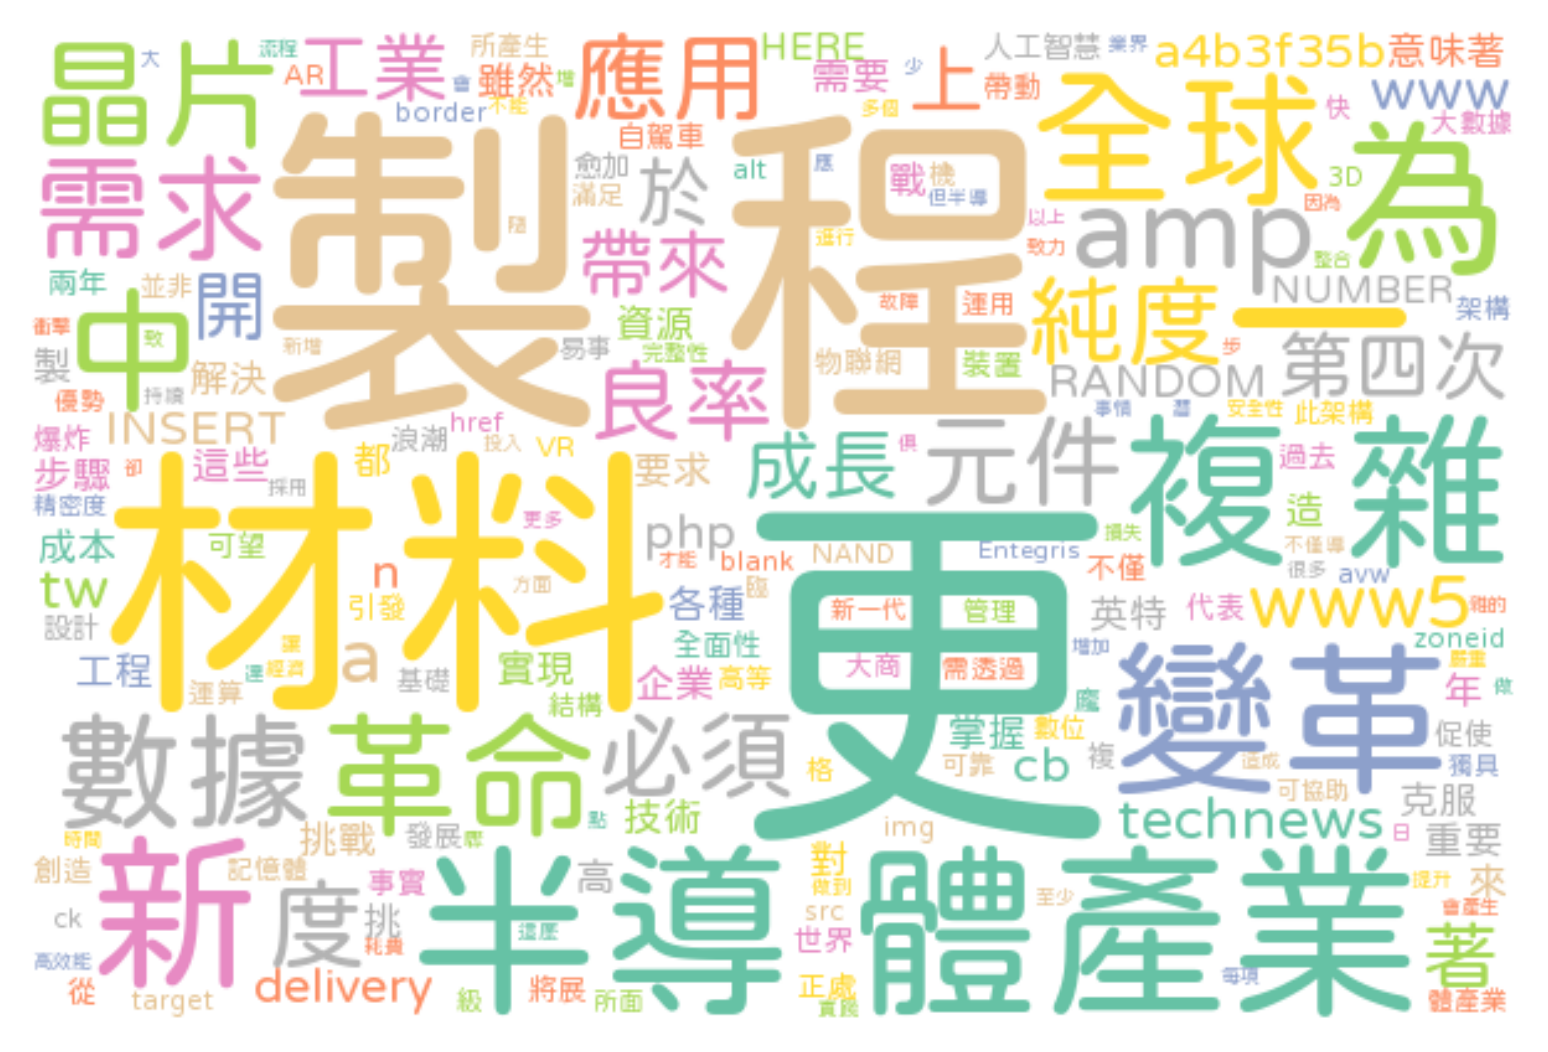 晶片
大
流程
AR
工業
所產生
雖然
會
增
border
不能
應用
HERE
需要
少
多個
上
人工智慧
業界
帶動
a4b3f35b
意味著
www
快
大數據
全球
需求
製程
愈加
滿足
自駕車
於
alt
應
戰
機
但半導
以上
致力
amp
3D
因為
為
整合
進行
帶來
兩年
並非
開
中
致
衝擊
製
新增
易事
資源
完整性
故障
運用
純度
一
NUMBER
架構
步
物聯網
裝置
第四次
RANDOM
解決
持續
優勢
良率
INSERT
href
浪潮
投入
VR
爆炸
步驟
卻
這些
採用
都
要求
成長
俱
元件
事情
潛
安全性
此架構
複雜
過去
精密度
材料
更多
成本
可望
php
才能
blank
更
NAND
Entegris
損失
造
不僅導
很多
avw
不僅
tw
n
引發
方面
各種
臨
新一代
管理
英特
代表
www5
雜的
設計
工程
經濟
a
基礎
實現
全面性
大商
需透過
增加
zoneid
變革
嚴重
年
做
運算
結構
企業
高等
龐
數據
革命
必須
掌握
數位
複
造成
促使
格
可靠
cb
獨具
可協助
克服
technews
日
重要
時間
挑戰
發展
點
技術
img
創造
新
記憶體
事實
度
挑
高
半導體產業
對
做到
src
至少
提升
來
會產生
ck
耗費
這麼
世界
著
高效能
從
target
delivery
級
將展
所面
正處
每項
體產業